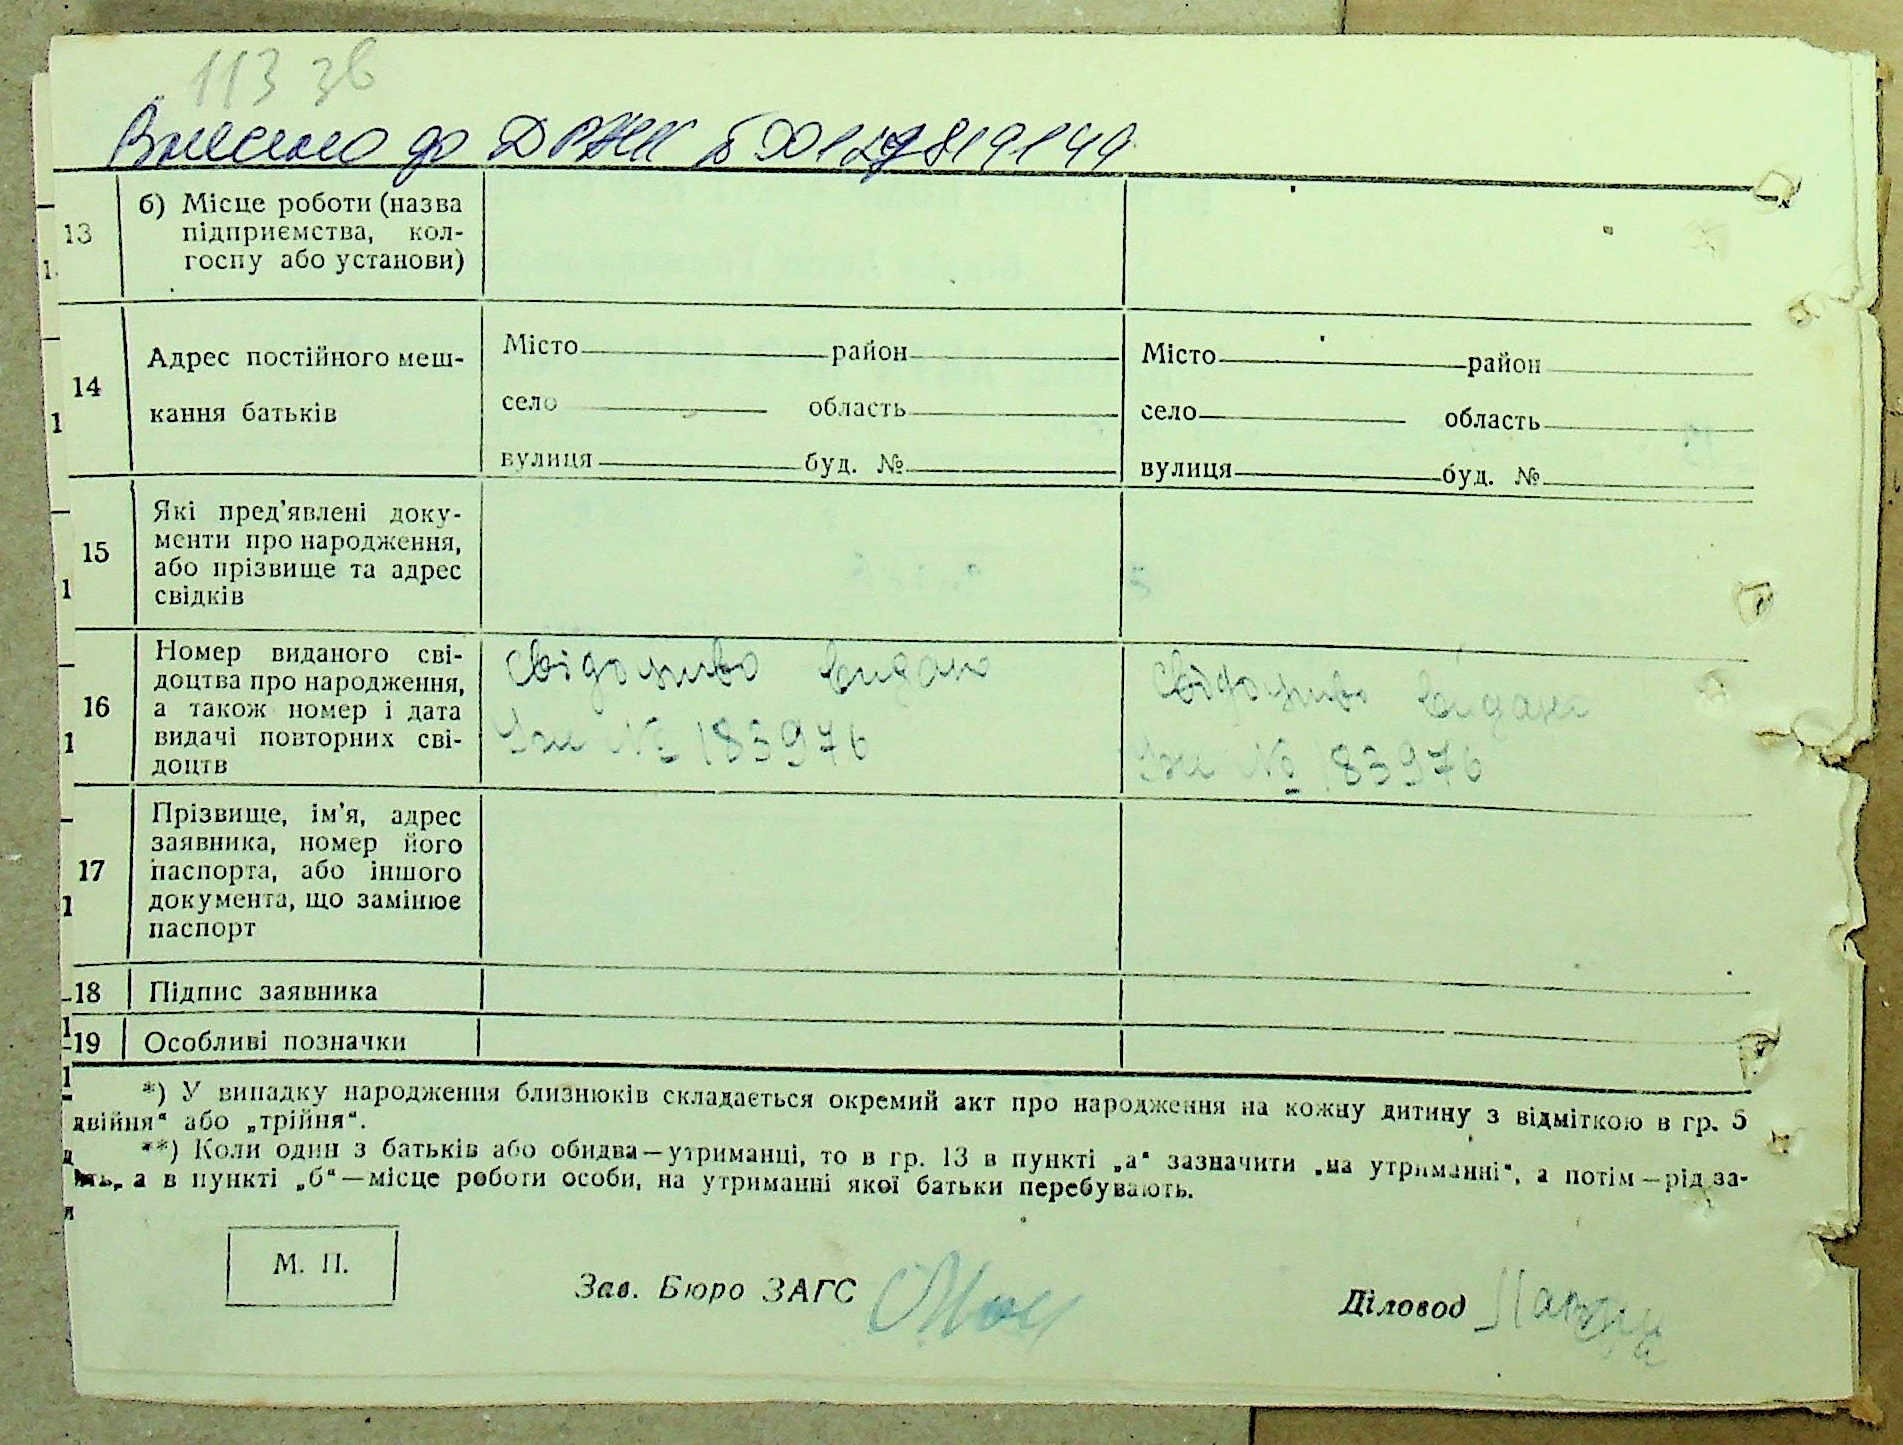 113 зв
Внесено до ДРАЦС
13
б) Місце роботи (назва
підприємства, кол-
госпу або установи)
14
Адрес постійного меш-
кання батьків
Місто район
село область
вулиця буд. №
Місто район
село область
вулиця буд. №
15
Які пред'явлені доку-
менти про народження,
або прізвище та адрес
свідків
16
Номер виданого сві-
доцтва про народження,
а також номер і дата
видачі повторних сві-
доцтв
Свідоцтво видано
№ 183976
Свідоцтво видано
№ 183976
17
Прізвище, ім'я, адрес
заявника, номер його
паспорта, або іншого
документа, що замінює
паспорт
18 Підпис заявника
19 Особливі позначки
*) У випадку народження близнюків складається окремий акт про народження на кожну дитину з відміткою в гр. 5
двійня" або „трійня".
**) Коли один з батьків або обидва—утриманці, то в гр. 13 в пункті „а" зазначити „на утриманні", а потім—рід за-
а в пункті „б"—місце роботи особи, на утриманні якої батьки перебувають.
М. П.
Зав. Бюро ЗАГС
Діловод